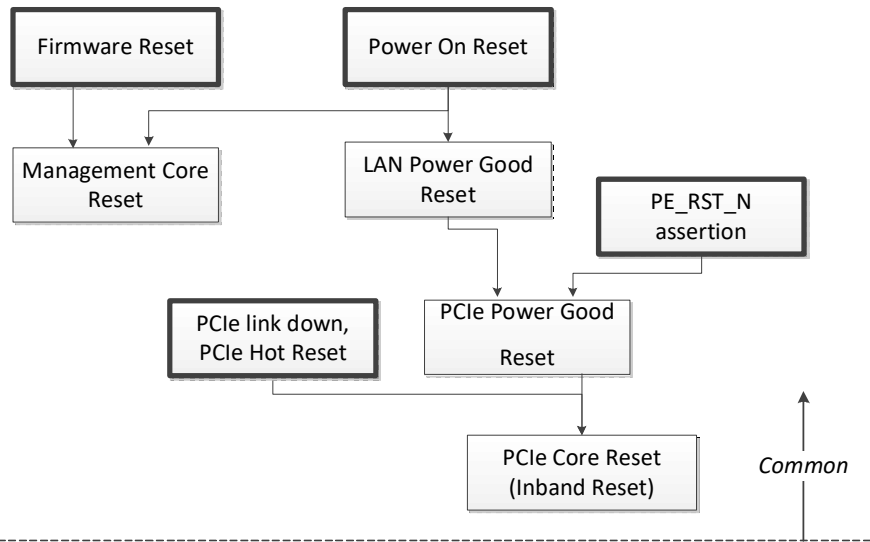 Firmware Reset
Power On Reset
Management Core
Reset
LAN Power Good
Reset
PE_RST_N
assertion
PCIe link down,
PCIe Hot Reset
PCIe Power Good
Reset
PCIe Core Reset
(Inband Reset)
Common